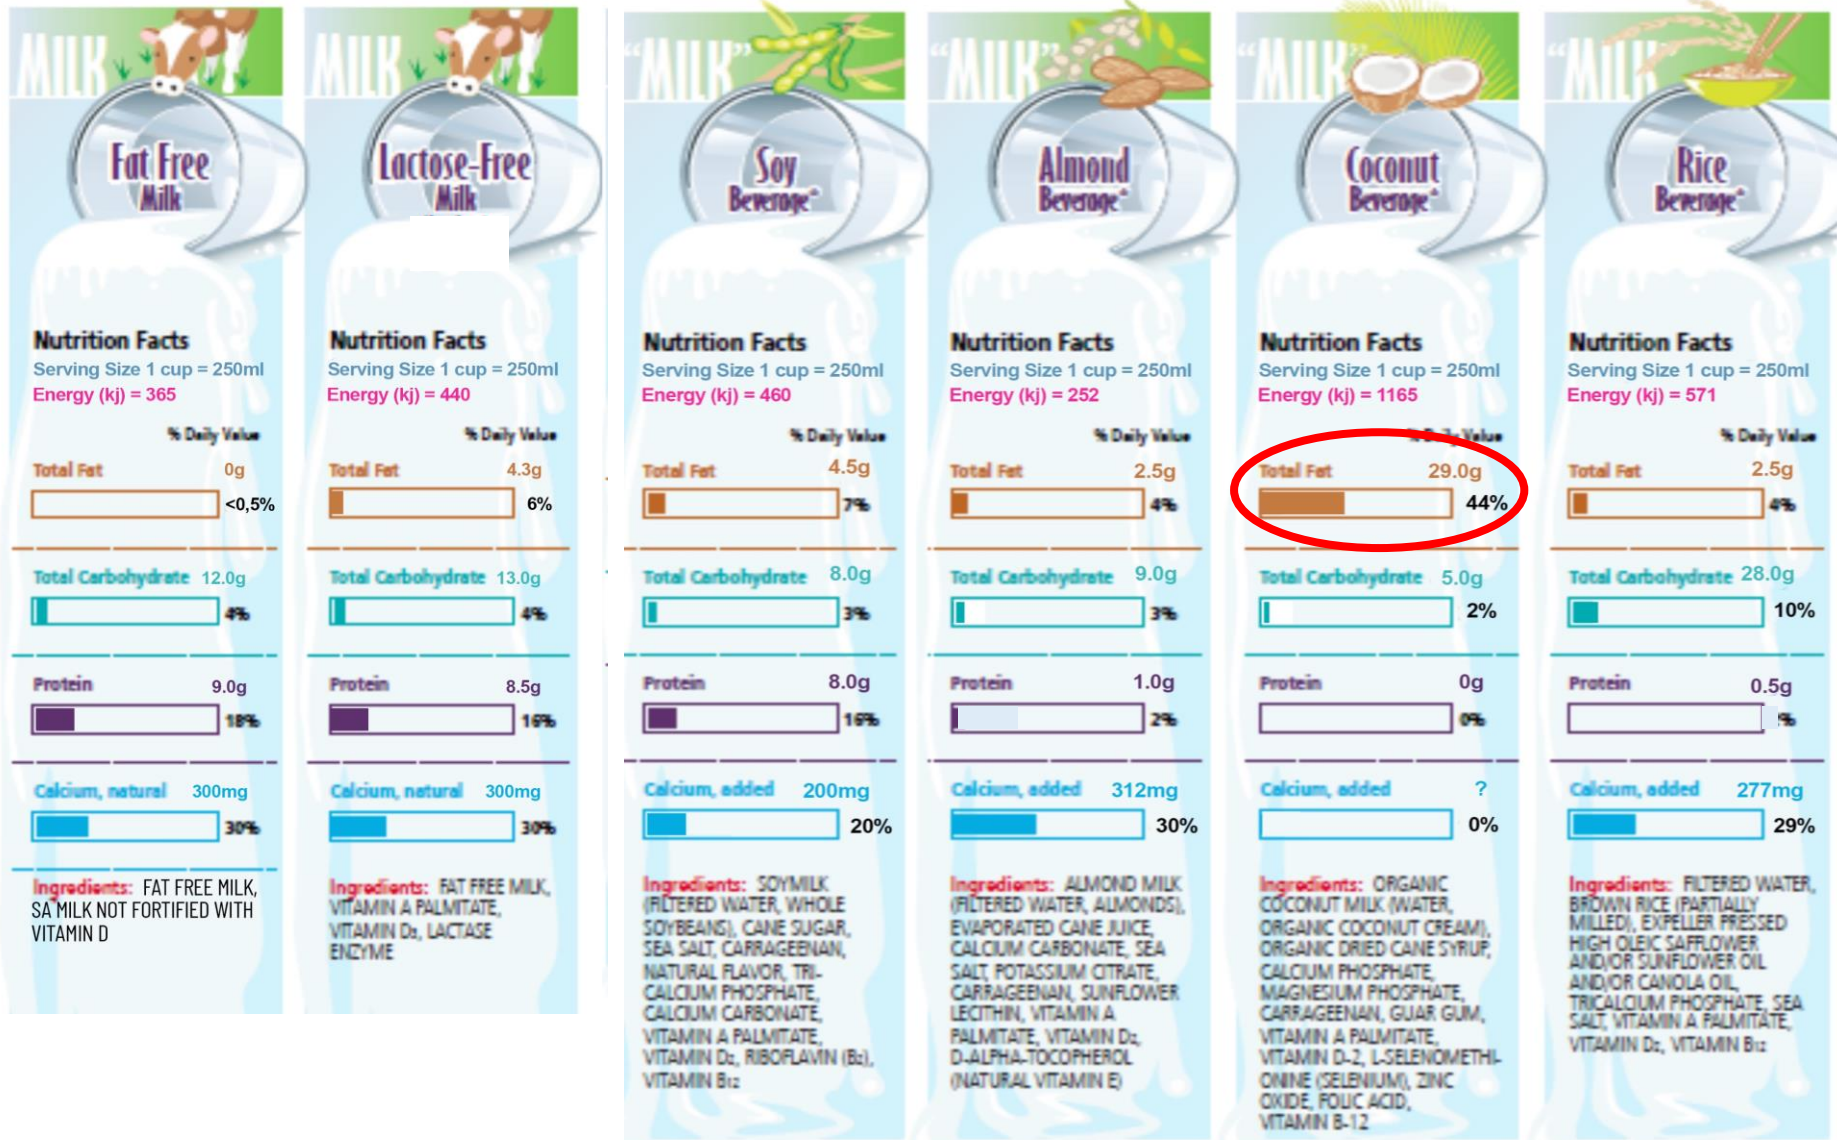 MILK
Fat Free
Milk
Nutrition Facts
Serving Size 1 cup = 250ml
Energy (kj) = 365
% Daily Value
Total Fat 0g
<0,5%
Total Carbohydrate 12.0g
4%
Protein 9.0g
18%
Calcium, natural 300mg
30%
Ingredients: FAT FREE MILK,
SA MILK NOT FORTIFIED WITH
VITAMIN D
MILK
Lactose-Free
Milk
Nutrition Facts
Serving Size 1 cup = 250ml
Energy (kj) = 440
% Daily Value
Total Fat 4.3g
6%
Total Carbohydrate 13.0g
4%
Protein 8.5g
16%
Calcium, natural 300mg
30%
Ingredients: FAT FREE MILK,
VITAMIN A PALMITATE,
VITAMIN D3, LACTASE
ENZYME
“MILK”
Soy
Beverage*
Nutrition Facts
Serving Size 1 cup = 250ml
Energy (kj) = 460
% Daily Value
Total Fat 4.5g
7%
Total Carbohydrate 8.0g
3%
Protein 8.0g
16%
Calcium, added 200mg
20%
Ingredients: SOYMILK
(FILTERED WATER, WHOLE
SOYBEANS), CANE SUGAR,
SEA SALT, CARRAGEENAN,
NATURAL FLAVOR, TRI-
CALCIUM PHOSPHATE,
CALCIUM CARBONATE,
VITAMIN A PALMITATE,
VITAMIN D2, RIBOFLAVIN (B2),
VITAMIN B12
“MILK”
Almond
Beverage*
Nutrition Facts
Serving Size 1 cup = 250ml
Energy (kj) = 252
% Daily Value
Total Fat 2.5g
4%
Total Carbohydrate 9.0g
3%
Protein 1.0g
2%
Calcium, added 312mg
30%
Ingredients: ALMOND MILK
(FILTERED WATER, ALMONDS),
EVAPORATED CANE JUICE,
CALCIUM CARBONATE, SEA
SALT, POTASSIUM CITRATE,
CARRAGEENAN, SUNFLOWER
LECITHIN, VITAMIN A
PALMITATE, VITAMIN D2,
D-ALPHA-TOCOPHEROL
(NATURAL VITAMIN E)
“MILK”
Coconut
Beverage*
Nutrition Facts
Serving Size 1 cup = 250ml
Energy (kj) = 1165
% Daily Value
Total Fat 29.0g
44%
Total Carbohydrate 5.0g
2%
Protein 0g
0%
Calcium, added ?
0%
Ingredients: ORGANIC
COCONUT MILK (WATER,
ORGANIC COCONUT CREAM),
ORGANIC DRIED CANE SYRUP,
CALCIUM PHOSPHATE,
MAGNESIUM PHOSPHATE,
CARRAGEENAN, GUAR GUM,
VITAMIN A PALMITATE,
VITAMIN D-2, L-SELENOMETHI-
ONINE (SELENIUM), ZINC
OXIDE, FOLIC ACID,
VITAMIN B-12
“MILK”
Rice
Beverage*
Nutrition Facts
Serving Size 1 cup = 250ml
Energy (kj) = 571
% Daily Value
Total Fat 2.5g
4%
Total Carbohydrate 28.0g
10%
Protein 0.5g
%
Calcium, added 277mg
29%
Ingredients: FILTERED WATER,
BROWN RICE (PARTIALLY
MILLED), EXPELLER PRESSED
HIGH OLEIC SAFFLOWER
AND/OR SUNFLOWER OIL
AND/OR CANOLA OIL,
TRICALCIUM PHOSPHATE, SEA
SALT, VITAMIN A PALMITATE,
VITAMIN D2, VITAMIN B12